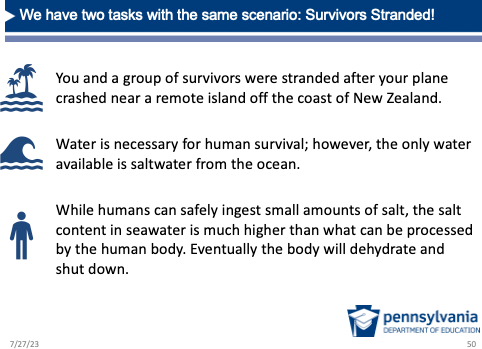 We have two tasks with the same scenario: Survivors Stranded!
You and a group of survivors were stranded after your plane
crashed near a remote island off the coast of New Zealand.
Water is necessary for human survival; however, the only water
available is saltwater from the ocean.
While humans can safely ingest small amounts of salt, the salt
content in seawater is much higher than what can be processed
by the human body. Eventually the body will dehydrate and
shut down.
pennsylvania
DEPARTMENT OF EDUCATION
7/27/23
50